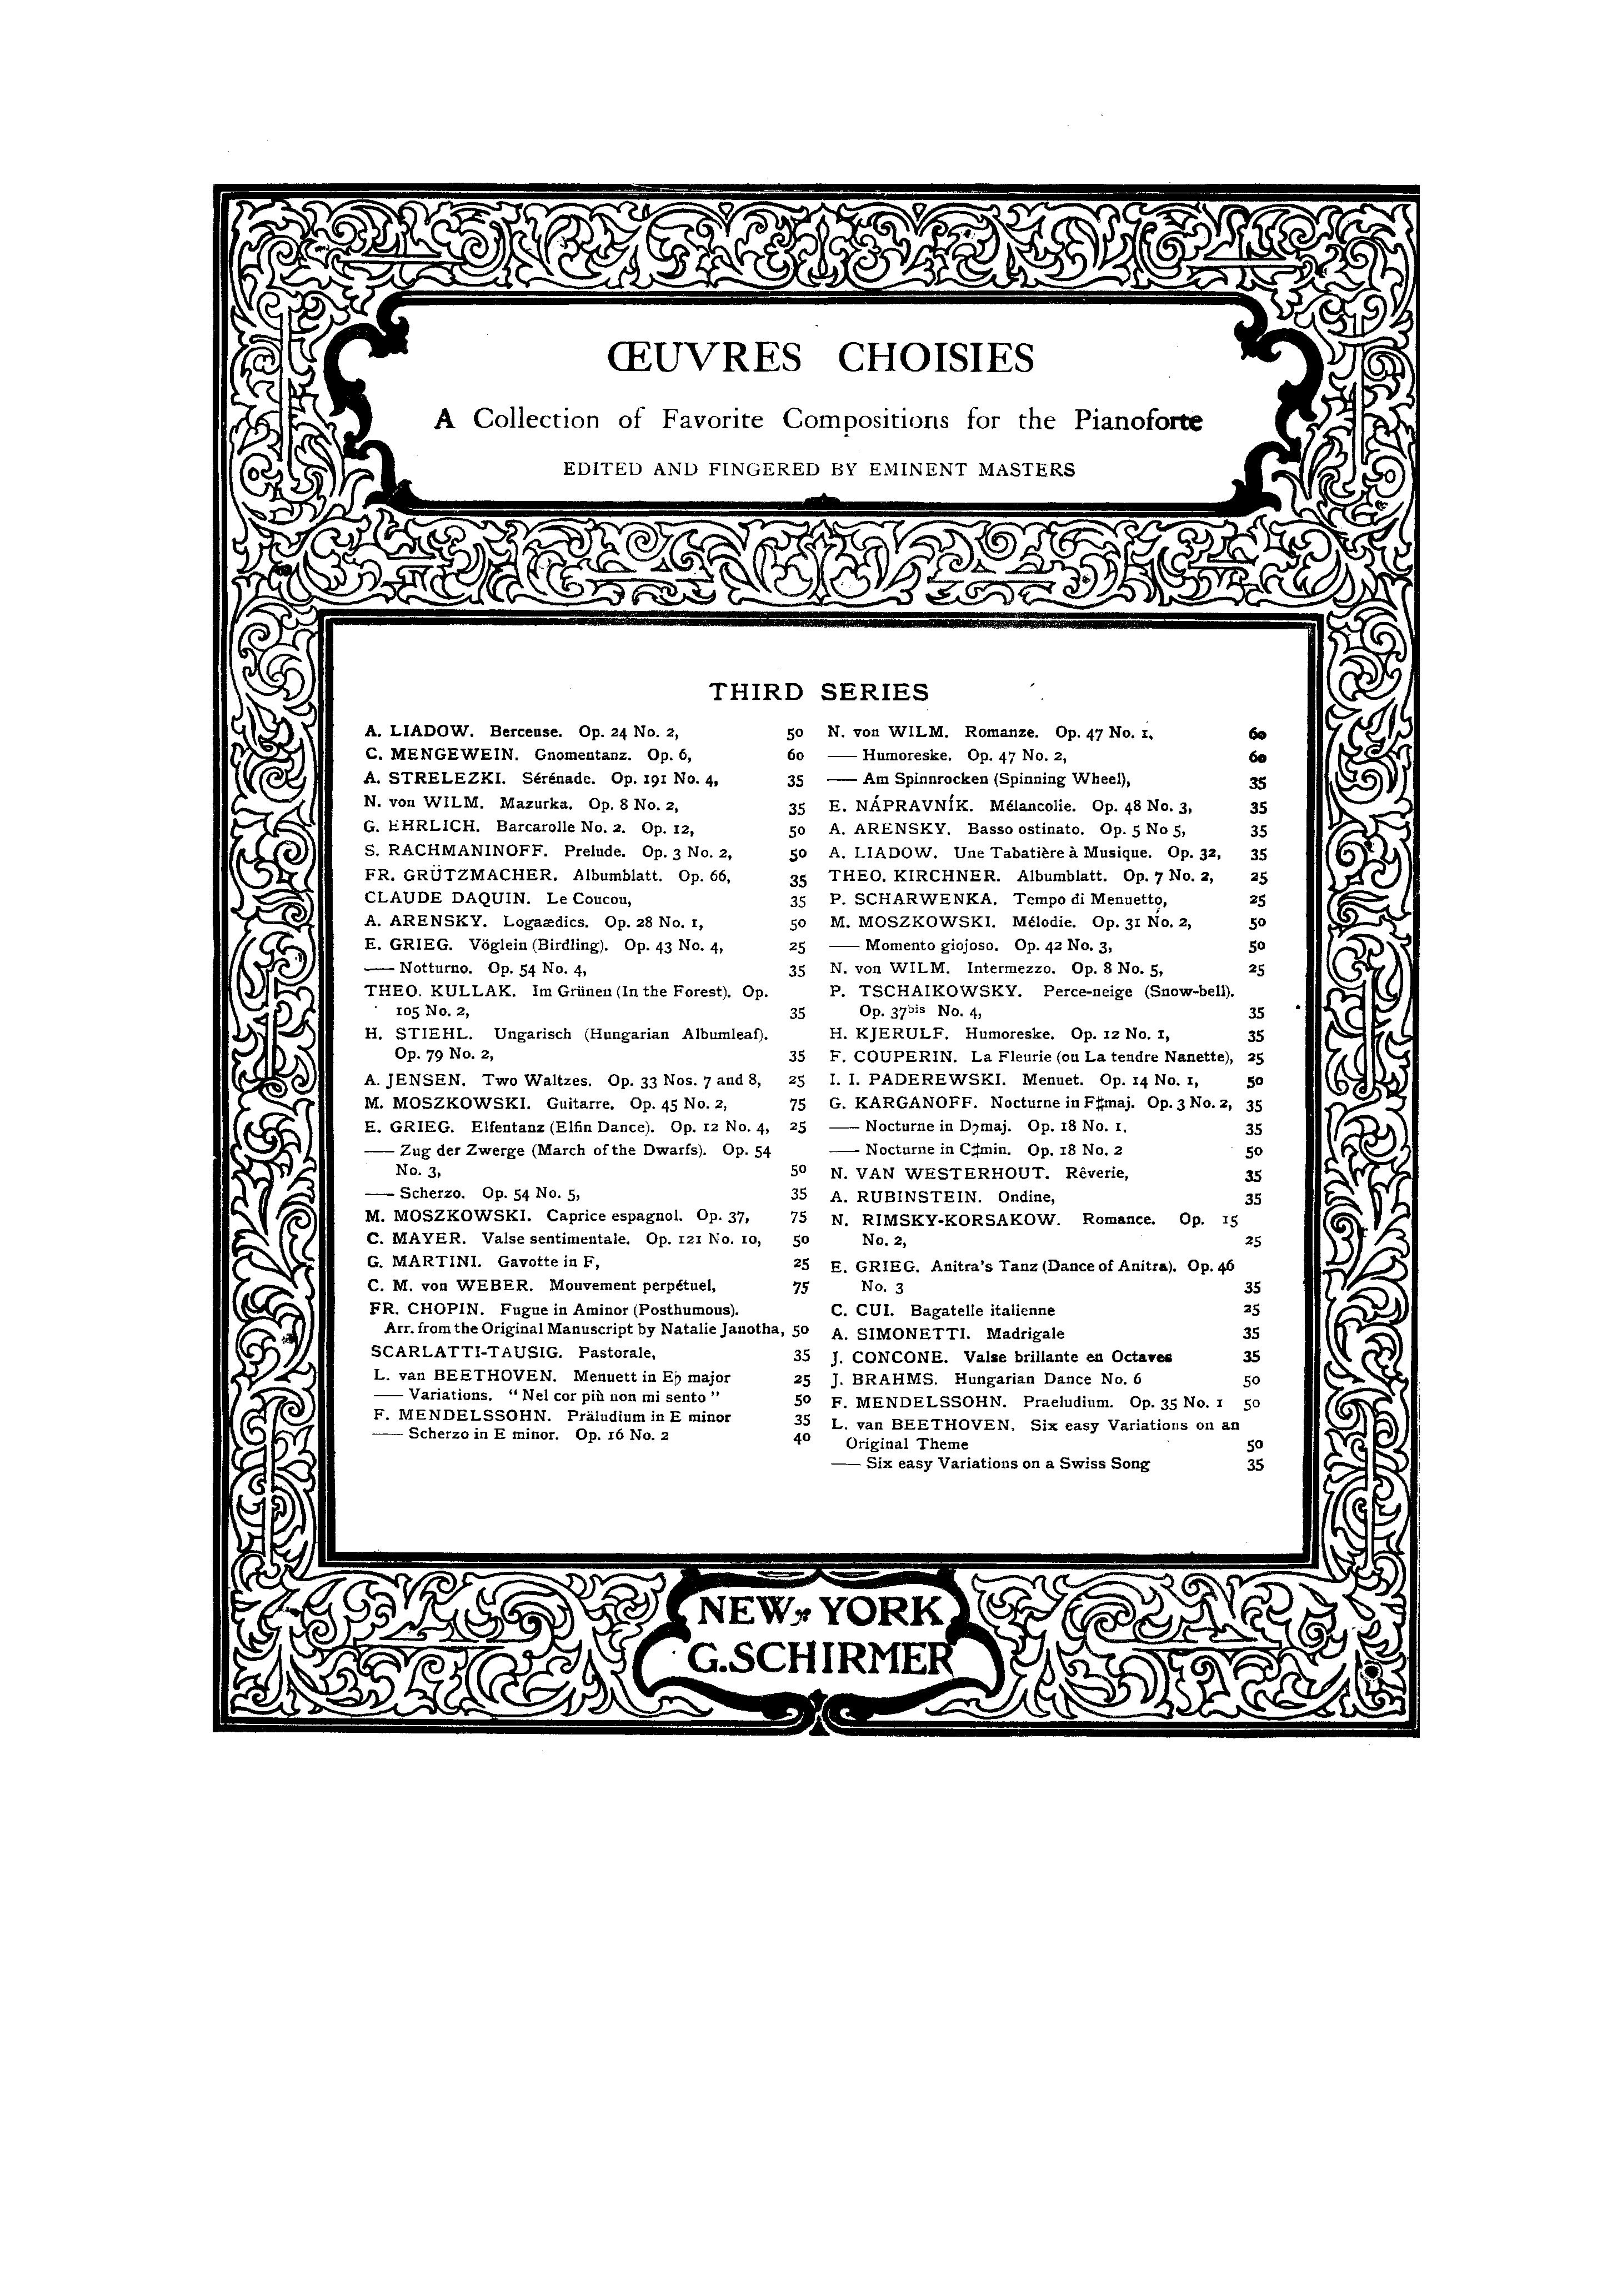 ŒUVRES CHOISIES
A Collection of Favorite Compositions for the Pianoforte
EDITED AND FINGERED BY EMINENT MASTERS
THIRD SERIES
A. LIADOW. Berceuse. Op. 24 No. 2, 50
C. MENGEWEIN. Gnomentanz. Op. 6, 60
A. STRELEZKI. Sérénade. Op. 191 No. 4, 35
N. von WILM. Mazurka. Op. 8 No. 2, 35
G. EHRLICH. Barcarolle No. 2. Op. 12, 50
S. RACHMANINOFF. Prelude. Op. 3 No. 2, 50
FR. GRÜTZMACHER. Albumblatt. Op. 66, 35
CLAUDE DAQUIN. Le Coucou, 35
A. ARENSKY. Logaædics. Op. 28 No. 1, 50
E. GRIEG. Vöglein (Birdling). Op. 43 No. 4, 25
—— Notturno. Op. 54 No. 4, 35
THEO. KULLAK. Im Grünen (In the Forest). Op.
105 No. 2, 35
H. STIEHL. Ungarisch (Hungarian Albumleaf).
Op. 79 No. 2, 35
A. JENSEN. Two Waltzes. Op. 33 Nos. 7 and 8, 25
M. MOSZKOWSKI. Guitarre. Op. 45 No. 2, 75
E. GRIEG. Elfentanz (Elfin Dance). Op. 12 No. 4, 25
—— Zug der Zwerge (March of the Dwarfs). Op. 54
No. 3, 50
—— Scherzo. Op. 54 No. 5, 35
M. MOSZKOWSKI. Caprice espagnol. Op. 37, 75
C. MAYER. Valse sentimentale. Op. 121 No. 10, 50
G. MARTINI. Gavotte in F, 25
C. M. von WEBER. Mouvement perpétuel, 75
FR. CHOPIN. Fugue in A minor (Posthumous).
Arr. from the Original Manuscript by Natalie Janotha, 50
SCARLATTI-TAUSIG. Pastorale, 35
L. van BEETHOVEN. Menuett in E♭ major 25
—— Variations. "Nel cor più non mi sento" 50
F. MENDELSSOHN. Präludium in E minor 35
—— Scherzo in E minor. Op. 16 No. 2 40
N. von WILM. Romanze. Op. 47 No. 1, 60
—— Humoreske. Op. 47 No. 2, 60
—— Am Spinnrocken (Spinning Wheel), 35
E. NÁPRAVNÍK. Mélancolie. Op. 48 No. 3, 35
A. ARENSKY. Basso ostinato. Op. 5 No 5, 35
A. LIADOW. Une Tabatière à Musique. Op. 32, 35
THEO. KIRCHNER. Albumblatt. Op. 7 No. 2, 25
P. SCHARWENKA. Tempo di Menuetto, 25
M. MOSZKOWSKI. Mélodie. Op. 31 No. 2, 50
—— Momento giojoso. Op. 42 No. 3, 50
N. von WILM. Intermezzo. Op. 8 No. 5, 25
P. TSCHAIKOWSKY. Perce-neige (Snow-bell).
Op. 37bis No. 4, 35
H. KJERULF. Humoreske. Op. 12 No. 1, 35
F. COUPERIN. La Fleurie (ou La tendre Nanette), 25
I. I. PADEREWSKI. Menuet. Op. 14 No. 1, 50
G. KARGANOFF. Nocturne in F♯maj. Op. 3 No. 2, 35
—— Nocturne in D♭maj. Op. 18 No. 1, 35
—— Nocturne in C♯min. Op. 18 No. 2 50
N. VAN WESTERHOUT. Rêverie, 35
A. RUBINSTEIN. Ondine, 35
N. RIMSKY-KORSAKOW. Romance. Op. 15
No. 2, 25
E. GRIEG. Anitra's Tanz (Dance of Anitra). Op. 46
No. 3 35
C. CUI. Bagatelle italienne 25
A. SIMONETTI. Madrigale 35
J. CONCONE. Valse brillante en Octaves 35
J. BRAHMS. Hungarian Dance No. 6 50
F. MENDELSSOHN. Praeludium. Op. 35 No. 1 50
L. van BEETHOVEN. Six easy Variations on an
Original Theme 50
—— Six easy Variations on a Swiss Song 35
NEW YORK
G. SCHIRMER